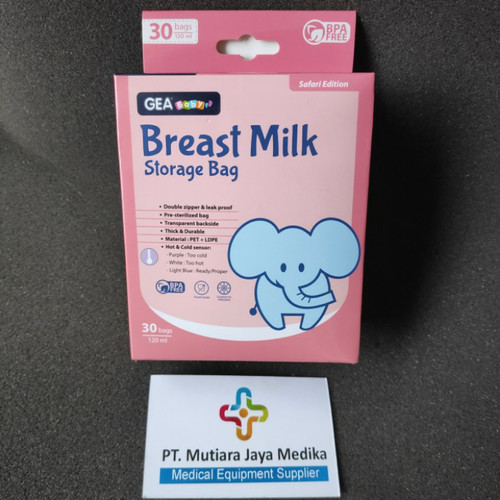 30 bags
120 ml
BPA
FREE
Safari Edition
GEA Baby
Breast Milk
Storage Bag
• Double zipper & leak proof
• Pre-sterilized bag
• Transparent backside
• Thick & Durable
• Material : PET + LDPE
• Hot & Cold sensor:
- Purple : Too cold
- White : Too hot
- Light Blue : Ready/Proper
BPA
FREE
30 bags
120 ml
PT. Mutiara Jaya Medika
Medical Equipment Supplier